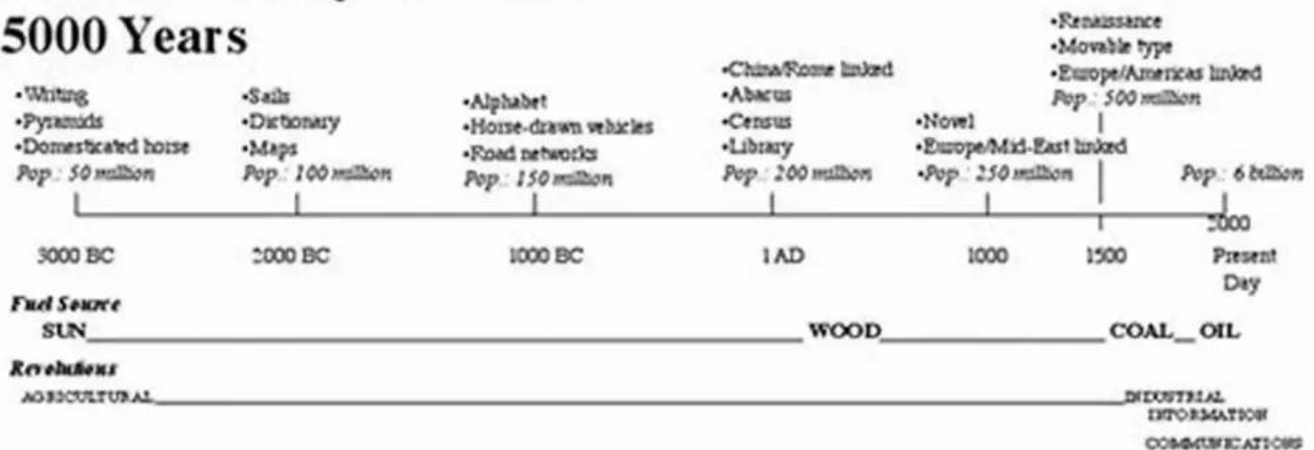 5000 Years
•Writing
•Pyramids
•Domesticated horse
Pop.: 50 million
•Sails
•Dictionary
•Maps
Pop.: 100 million
•Alphabet
•Horse-drawn vehicles
•Road networks
Pop.: 150 million
•China/Rome linked
•Abacus
•Census
•Library
Pop.: 200 million
•Novel
•Europe/Mid-East linked
•Pop.: 250 million
•Renaissance
•Movable type
•Europe/Americas linked
Pop.: 500 million
Pop.: 6 billion
3000 BC
2000 BC
1000 BC
1 AD
1000
1500
2000
Present
Day
Fuel Source
SUN WOOD COAL OIL
Revolutions
AGRICULTURAL INDUSTRIAL
INFORMATION
COMMUNICATIONS